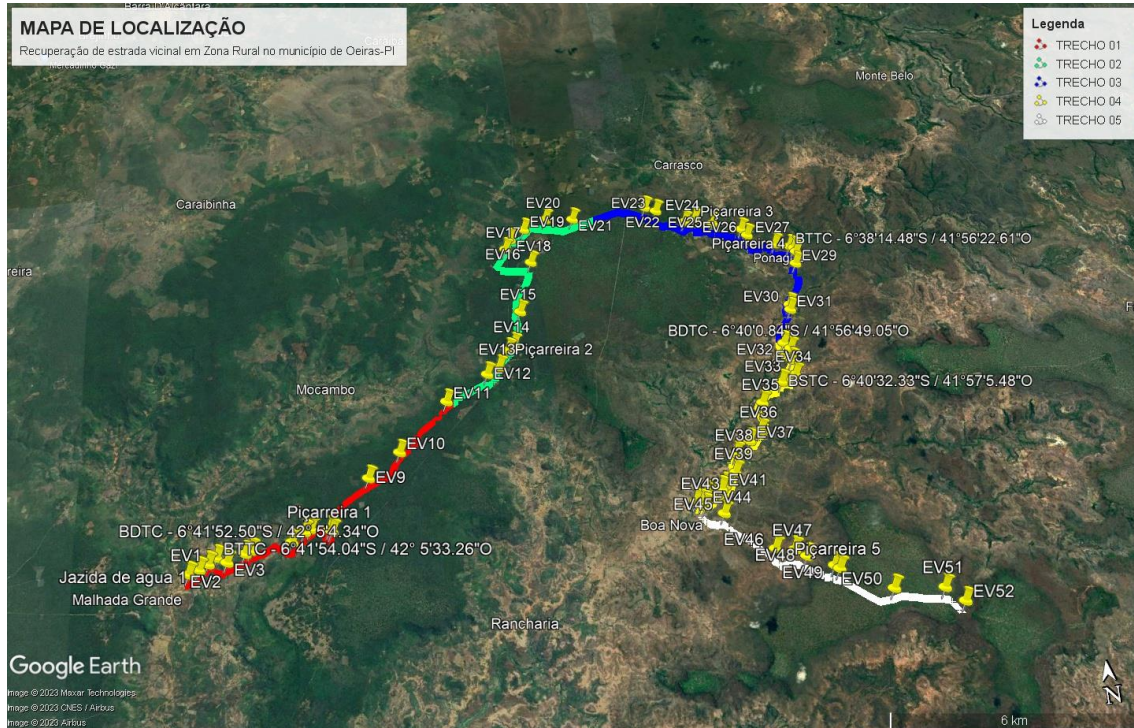 MAPA DE LOCALIZAÇÃO
Recuperação de estrada vicinal em Zona Rural no município de Oeiras-PI
Legenda
TRECHO 01
TRECHO 02
TRECHO 03
TRECHO 04
TRECHO 05
Monte Belo
Carrasco
Caraibinha
EV20
EV23
EV24
Piçarreira 3
EV17
EV19
EV21
EV22
EV25
EV26
EV27
EV16
EV18
Piçarreira 4
BTTC - 6°38'14.48"S / 41°56'22.61"O
EV29
EV15
EV30
EV31
EV14
BDTC - 6°40'0.84"S / 41°56'49.05"O
EV13
Piçarreira 2
EV32
EV34
EV12
EV33
Mocambo
EV11
EV35
BSTC - 6°40'32.33"S / 41°57'5.48"O
EV36
EV10
EV38
EV37
EV39
EV9
EV43
EV41
Piçarreira 1
EV45
EV44
Boa Nova
BDTC - 6°41'52.50"S / 42° 5'4.34"O
EV46
EV47
BTTC - 6°41'54.04"S / 42° 5'33.26"O
EV1
EV48
Piçarreira 5
EV2
EV3
EV49
EV50
EV51
Jazida de agua 1
EV52
Malhada Grande
Rancharia
Google Earth
Image © 2023 Maxar Technologies
Image © 2023 CNES / Airbus
Image © 2023 Airbus
N
6 km